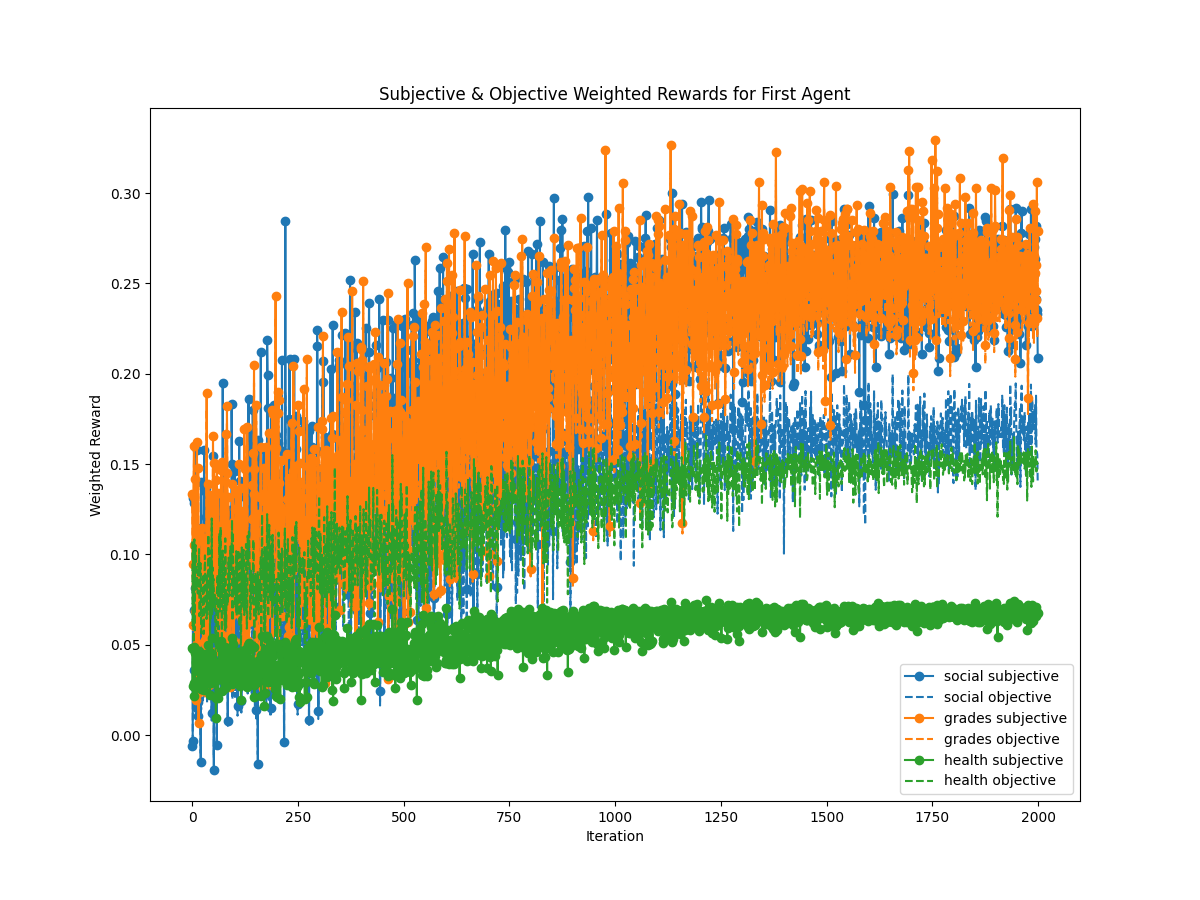 Subjective & Objective Weighted Rewards for First Agent
Weighted Reward
0.30
0.25
0.20
0.15
0.10
0.05
0.00
social subjective
social objective
grades subjective
grades objective
health subjective
health objective
0 250 500 750 1000 1250 1500 1750 2000
Iteration